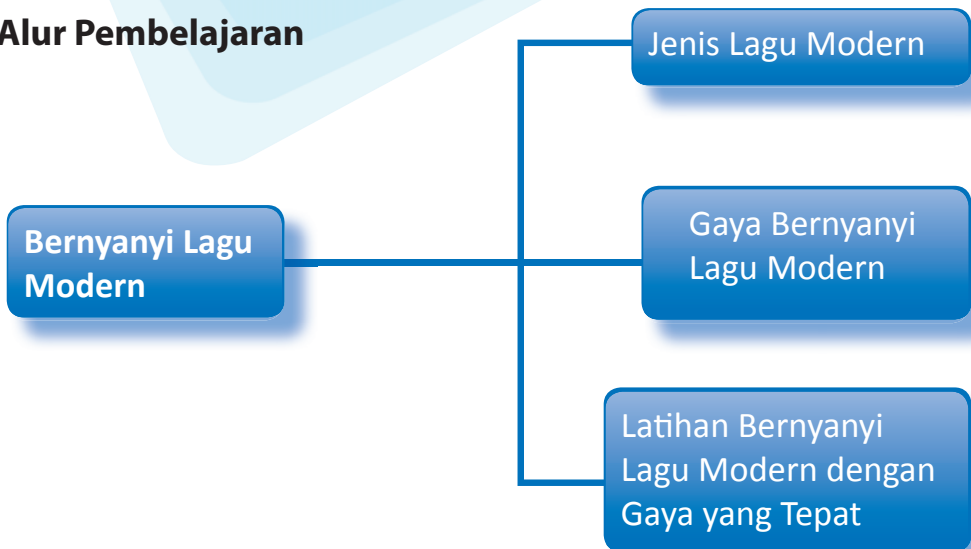 Alur Pembelajaran
Jenis Lagu Modern
Bernyanyi Lagu
Modern
Gaya Bernyanyi
Lagu Modern
Latihan Bernyanyi
Lagu Modern dengan
Gaya yang Tepat